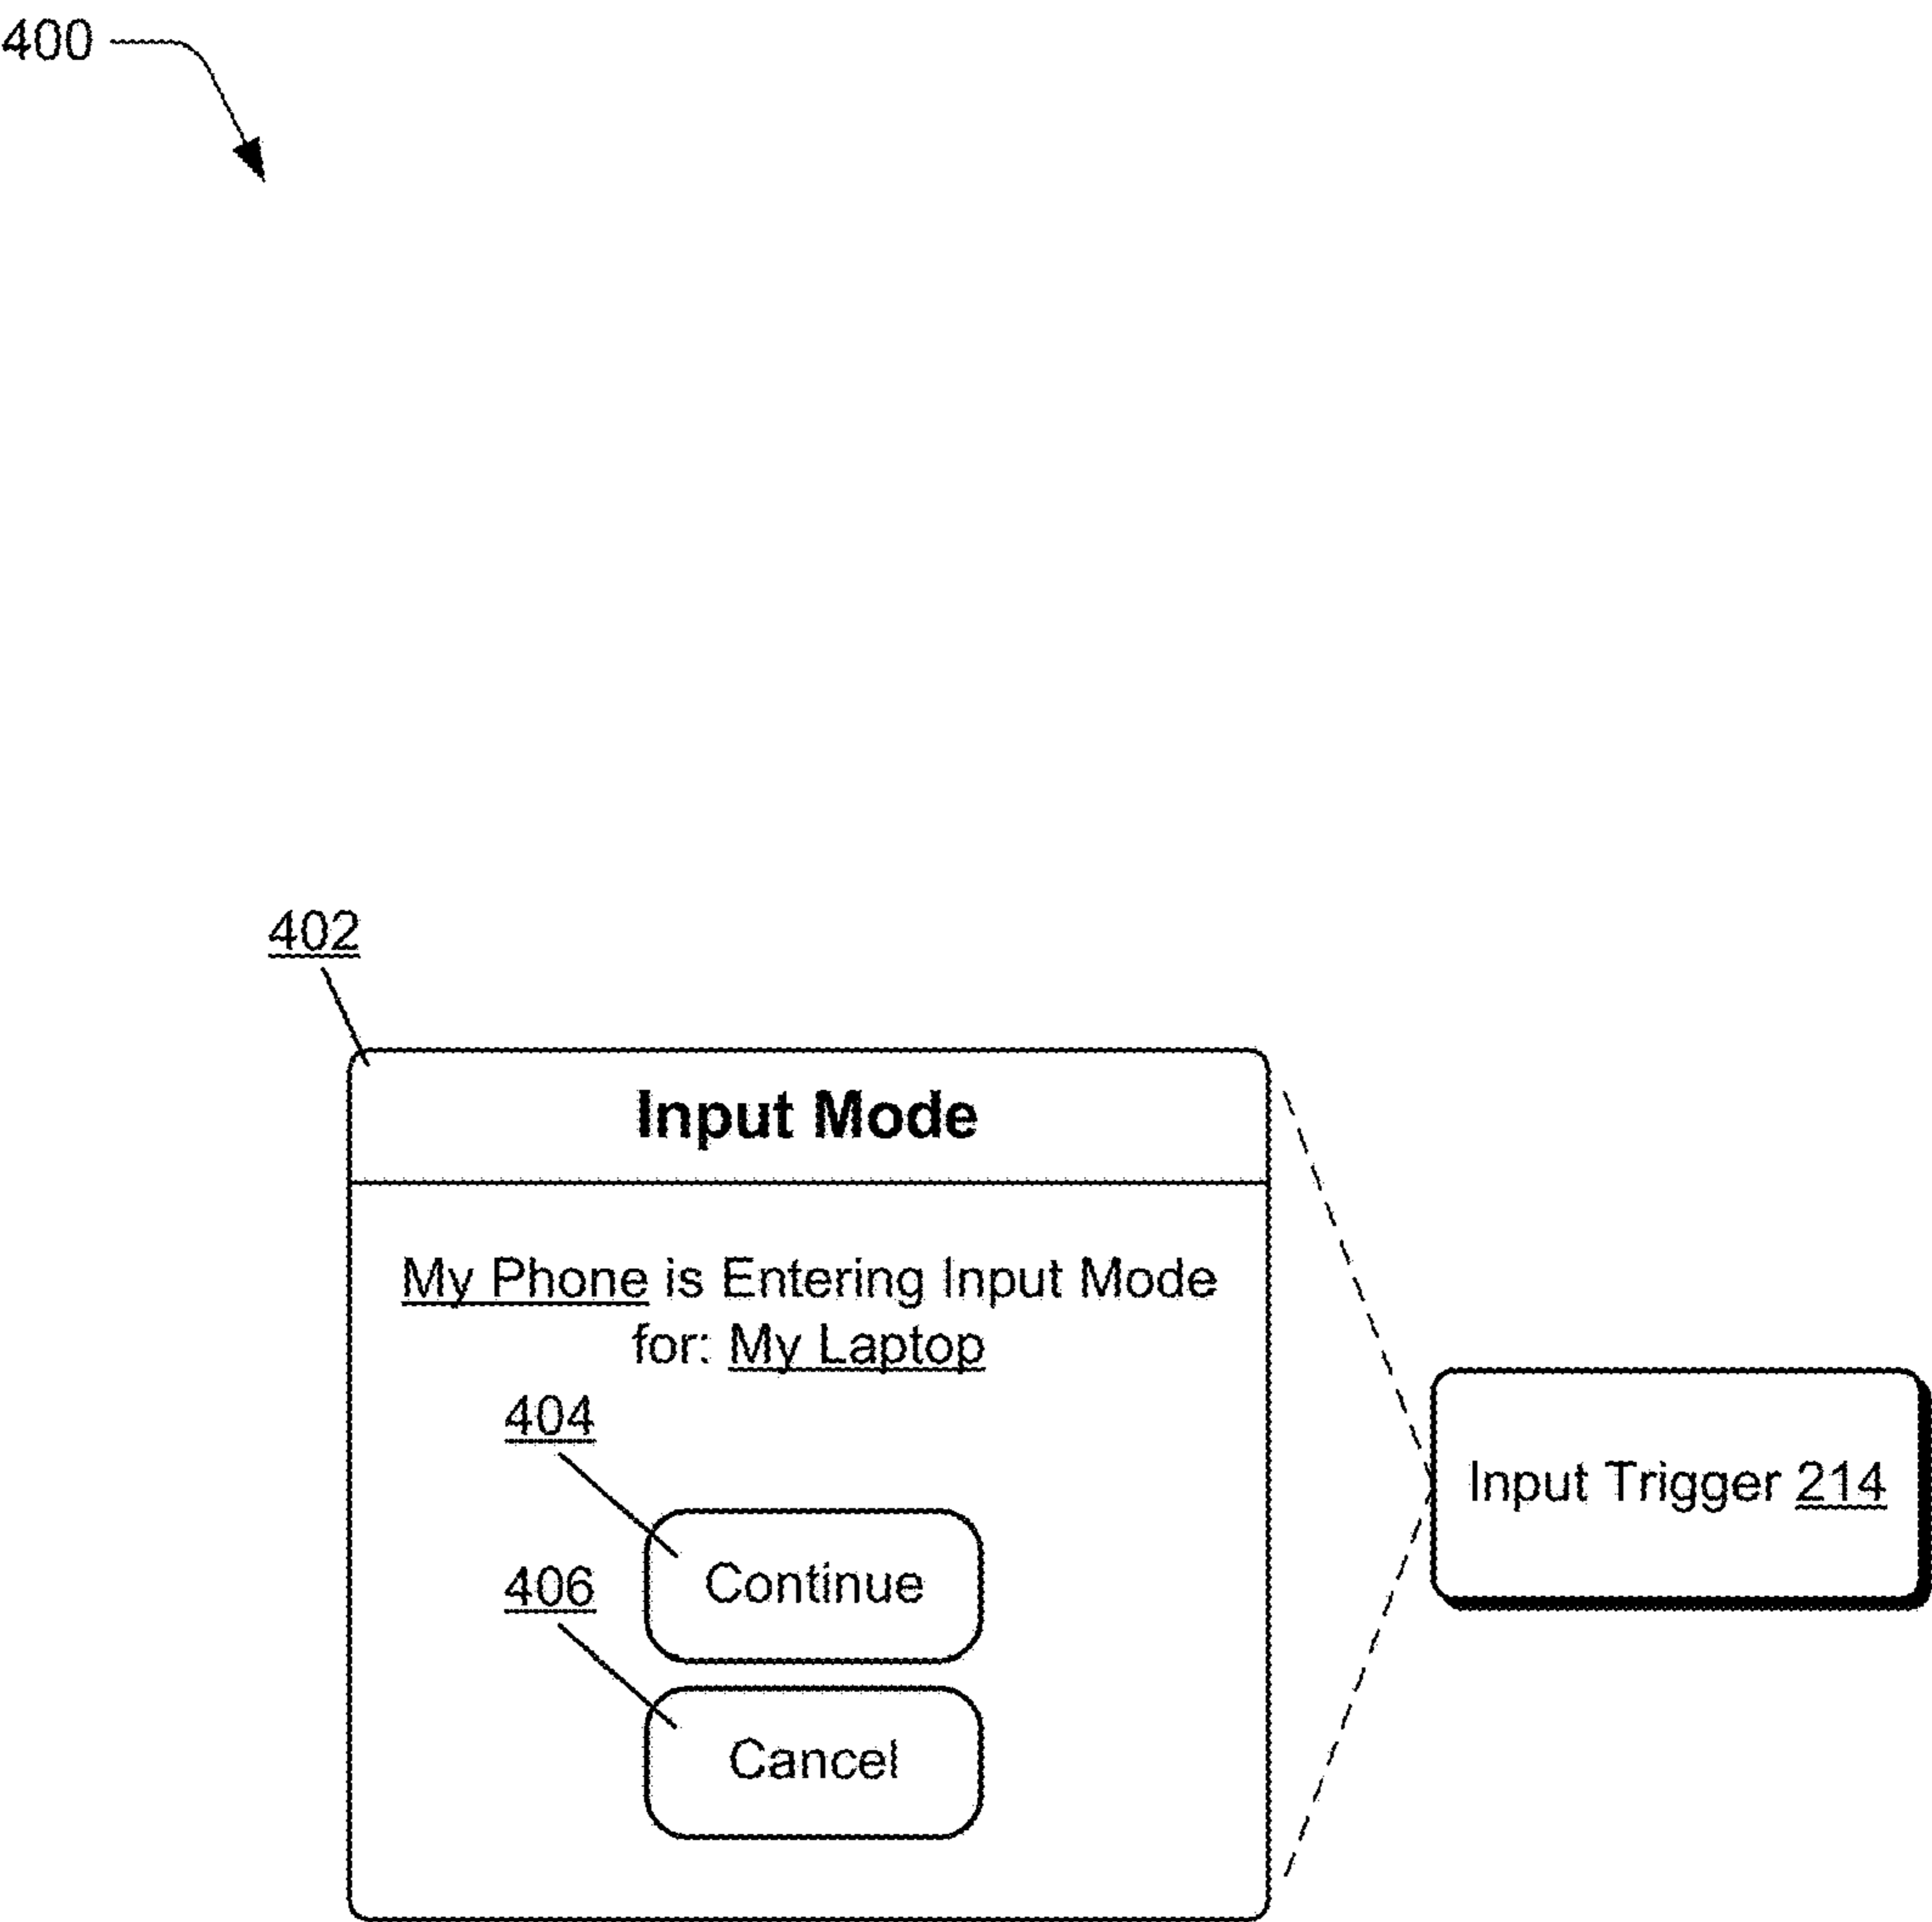 400
402
Input Mode
My Phone is Entering Input Mode
for: My Laptop
404
Continue
406
Cancel
Input Trigger 214